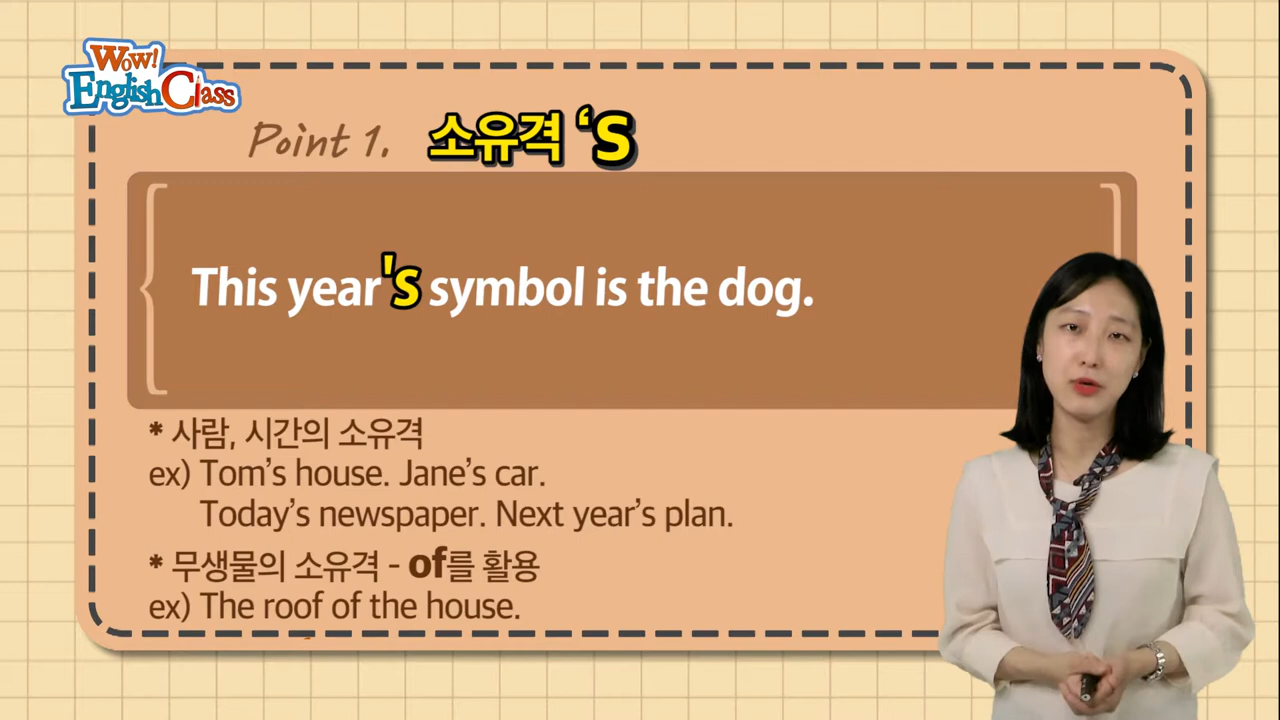 Wow!
English Class
Point 1. 소유격 ‘s
This year's symbol is the dog.
* 사람, 시간의 소유격
ex) Tom’s house. Jane’s car.
Today’s newspaper. Next year’s plan.
* 무생물의 소유격 - of를 활용
ex) The roof of the house.